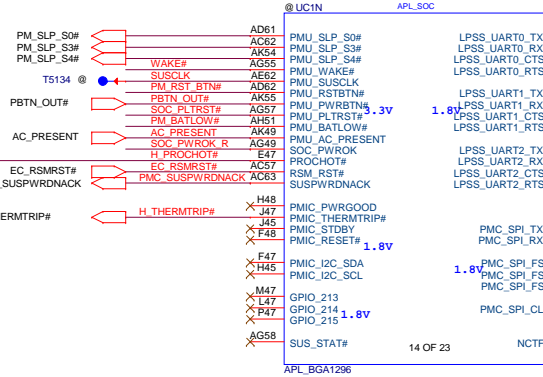 @ UC1N APL_SOC
PM_SLP_S0# AD61 PMU_SLP_S0# LPSS_UART0_TX
PM_SLP_S3# AC62 PMU_SLP_S3# LPSS_UART0_RX
PM_SLP_S4# AK54 PMU_SLP_S4# LPSS_UART0_CTS
WAKE# AG55 PMU_WAKE# LPSS_UART0_RTS
T5134 @ SUSCLK AE62 PMU_SUSCLK
PM_RST_BTN# AD62 PMU_RSTBTN# LPSS_UART1_TX
PBTN_OUT# PBTN_OUT# AK55 PMU_PWRBTN# 3.3V 1.8V LPSS_UART1_RX
SOC_PLTRST# AG57 PMU_PLTRST# LPSS_UART1_CTS
PM_BATLOW# AH51 PMU_BATLOW# LPSS_UART1_RTS
AC_PRESENT AC_PRESENT AK49 PMU_AC_PRESENT
SOC_PWROK_R AG49 SOC_PWROK LPSS_UART2_TX
H_PROCHOT# E47 PROCHOT# LPSS_UART2_RX
EC_RSMRST# EC_RSMRST# AC57 RSM_RST# LPSS_UART2_CTS
_SUSPWRDNACK PMC_SUSPWRDNACK AC63 SUSPWRDNACK LPSS_UART2_RTS
H48 PMIC_PWRGOOD
ERMTRIP# H_THERMTRIP# J47 PMIC_THERMTRIP#
J45 PMIC_STDBY PMC_SPI_TX
F48 PMIC_RESET# 1.8V PMC_SPI_RX
F47 PMIC_I2C_SDA 1.8V PMC_SPI_FS
H45 PMIC_I2C_SCL PMC_SPI_FS
PMC_SPI_FS
M47 GPIO_213
L47 GPIO_214 1.8V PMC_SPI_CL
P47 GPIO_215
AG58 SUS_STAT# 14 OF 23 NCTF
APL_BGA1296